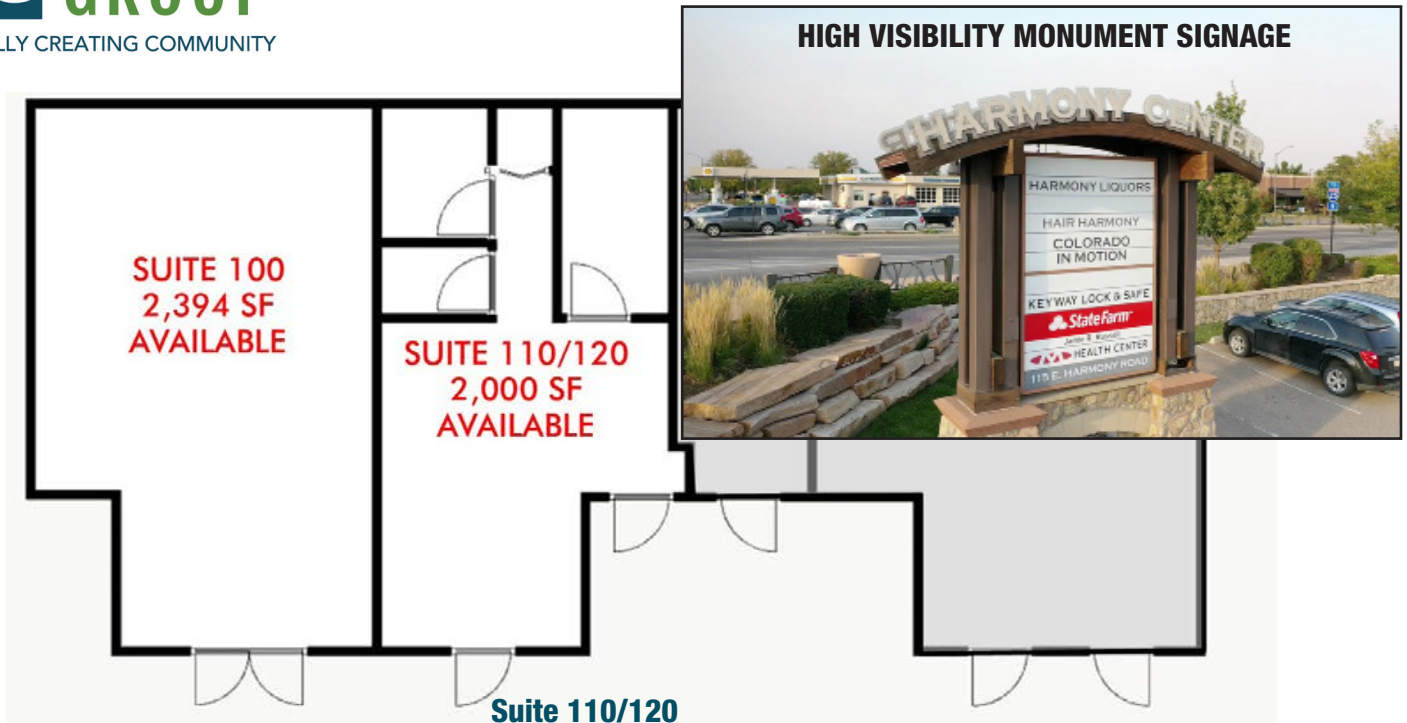 GROUP
LLY CREATING COMMUNITY
HIGH VISIBILITY MONUMENT SIGNAGE
HARMONY CENTER
HARMONY LIQUORS
HAIR HARMONY
COLORADO
IN MOTION
KEYWAY LOCK & SAFE
StateFarm
HEALTH CENTER
115 E. HARMONY ROAD
SUITE 100
2,394 SF
AVAILABLE
SUITE 110/120
2,000 SF
AVAILABLE
Suite 110/120